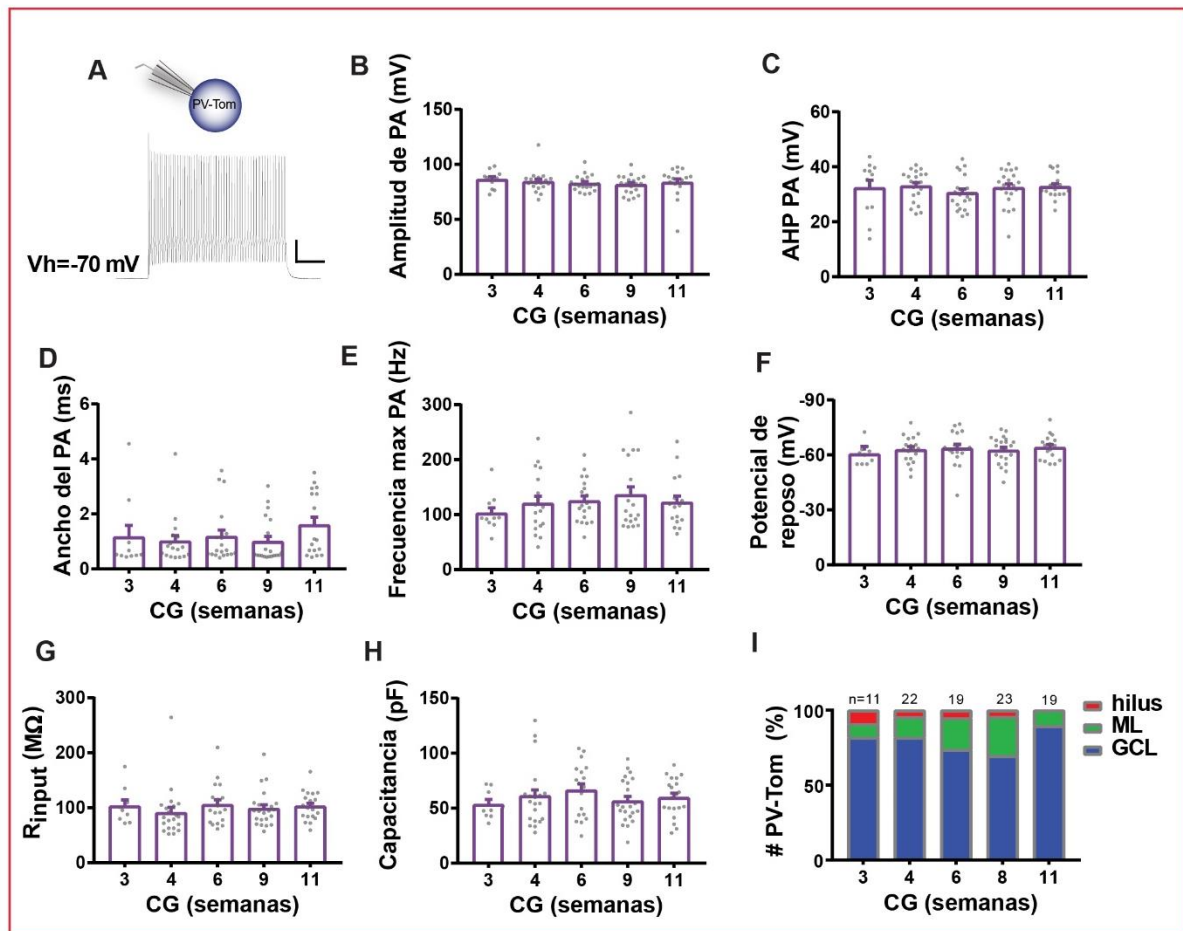 A
PV-Tom
Vh=-70 mV
B
Amplitud de PA (mV)
150
100
50
0
3 4 6 9 11
CG (semanas)
C
AHP PA (mV)
60
40
20
0
3 4 6 9 11
CG (semanas)
D
Ancho del PA (ms)
6
4
2
0
3 4 6 9 11
CG (semanas)
E
Frecuencia max PA (Hz)
300
200
100
0
3 4 6 9 11
CG (semanas)
F
Potencial de
reposo (mV)
-90
-60
-30
0
3 4 6 9 11
CG (semanas)
G
Rinput (MΩ)
300
200
100
0
3 4 6 9 11
CG (semanas)
H
Capacitancia (pF)
150
100
50
0
3 4 6 9 11
CG (semanas)
I
# PV-Tom (%)
n=11 22 19 23 19
100
50
0
3 4 6 8 11
CG (semanas)
hilus
ML
GCL